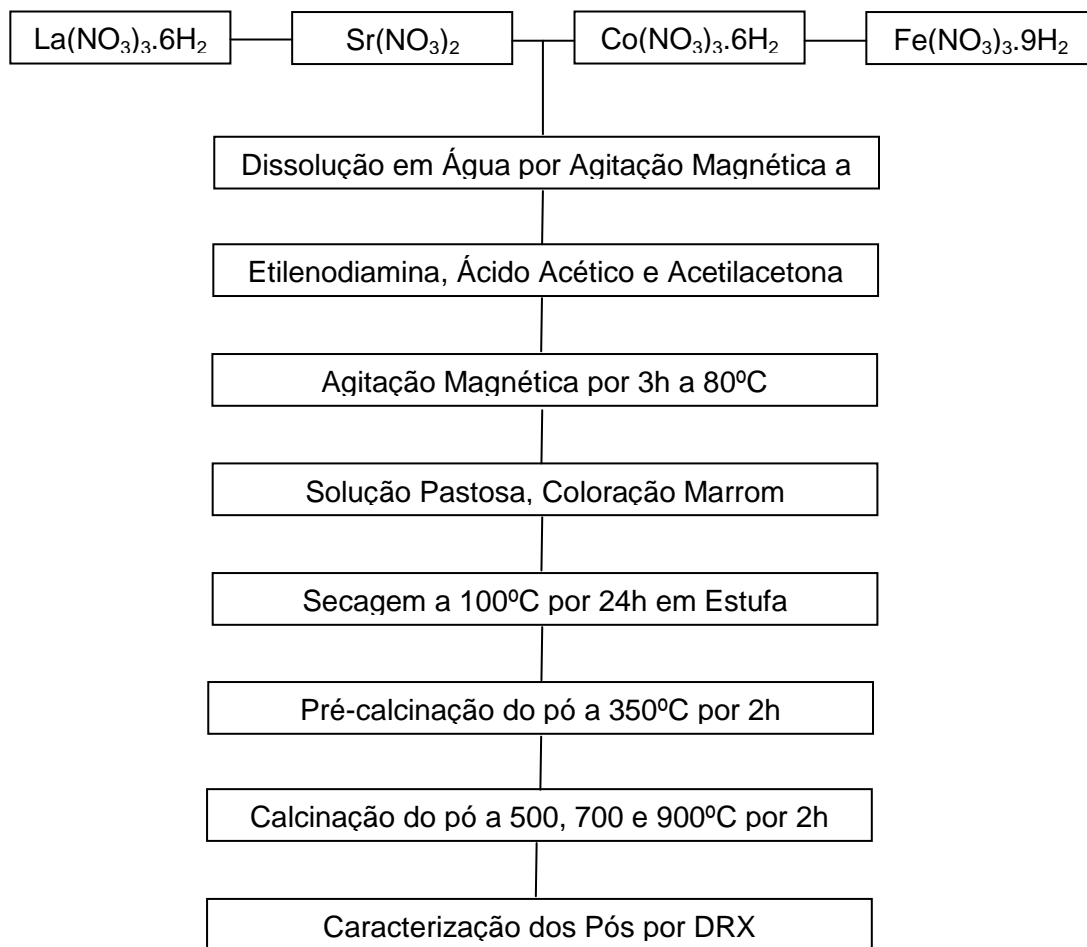 La(NO₃)₃.6H₂ Sr(NO₃)₂ Co(NO₃)₃.6H₂ Fe(NO₃)₃.9H₂
Dissolução em Água por Agitação Magnética a
Etilenodiamina, Ácido Acético e Acetilacetona
Agitação Magnética por 3h a 80ºC
Solução Pastosa, Coloração Marrom
Secagem a 100ºC por 24h em Estufa
Pré-calcinação do pó a 350ºC por 2h
Calcinação do pó a 500, 700 e 900ºC por 2h
Caracterização dos Pós por DRX